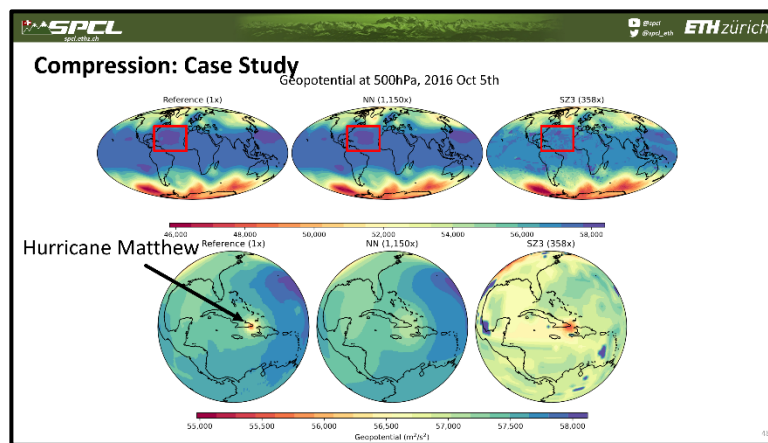 SPCL
spcl.ethz.ch
@spcl
@spcl_eth
ETH zürich
Compression: Case Study
Geopotential at 500hPa, 2016 Oct 5th
Reference (1x) NN (1,150x) SZ3 (358x)
46,000 48,000 50,000 52,000 54,000 56,000 58,000
Hurricane Matthew
Reference (1x) NN (1,150x) SZ3 (358x)
55,000 55,500 56,000 56,500 57,000 57,500 58,000
Geopotential (m²/s²)